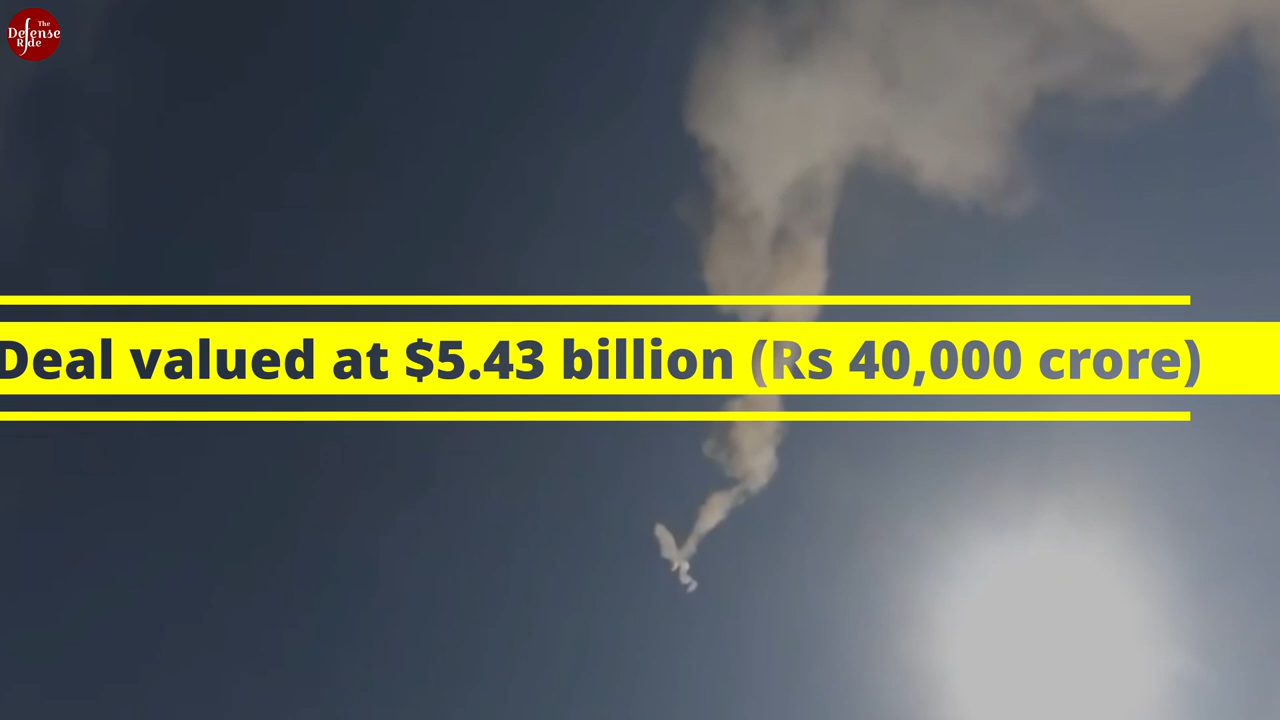 The
Defense
Ride
Deal valued at $5.43 billion (Rs 40,000 crore)